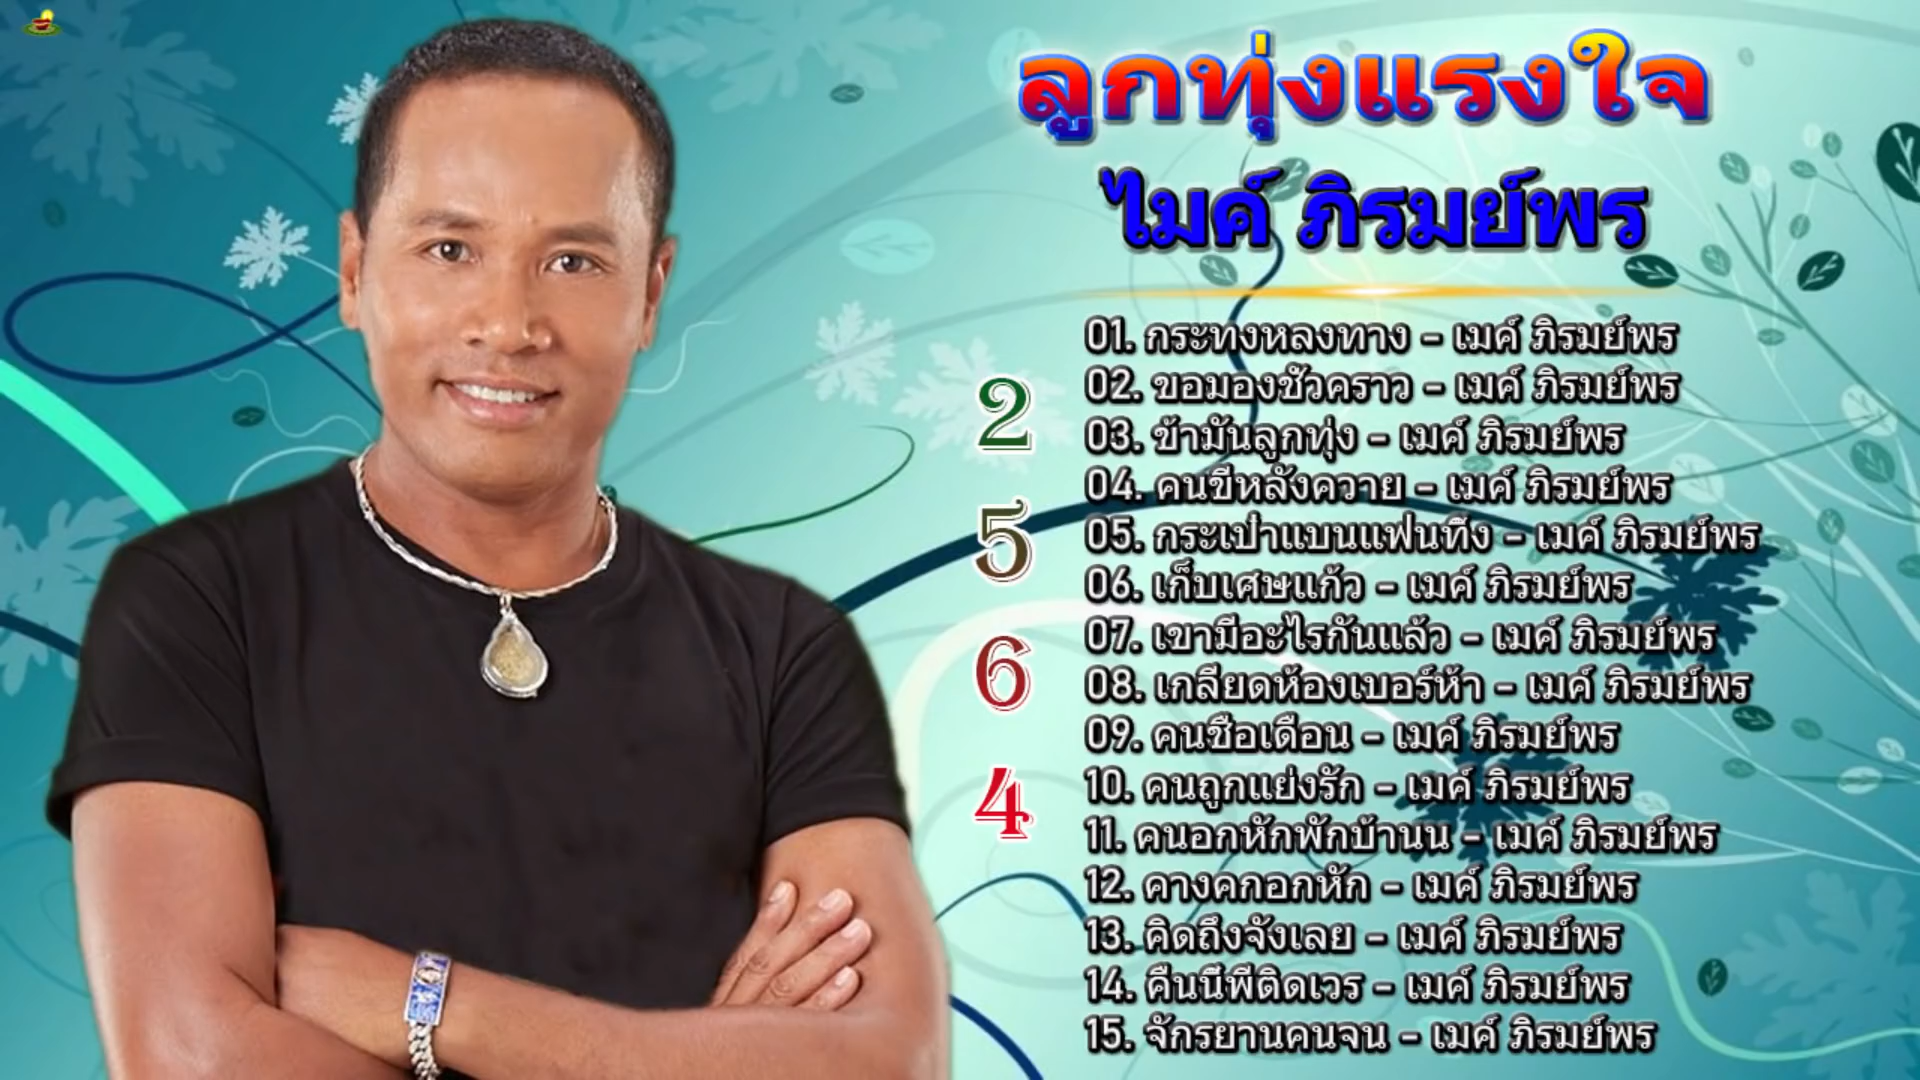 ลูกทุ่งแรงใจ
ไมค์ ภิรมย์พร
01. กระทงหลงทาง - เมค์ ภิรมย์พร
02. ขอมองชัวคราว - เมค์ ภิรมย์พร
03. ข้ามันลูกทุ่ง - เมค์ ภิรมย์พร
04. คนขีหลังควาย - เมค์ ภิรมย์พร
05. กระเป๋าแบนแฟนทึ้ง - เมค์ ภิรมย์พร
06. เก็บเศษแก้ว - เมค์ ภิรมย์พร
07. เขามีอะไรกันแล้ว - เมค์ ภิรมย์พร
08. เกลียดห้องเบอร์ห้า - เมค์ ภิรมย์พร
09. คนชือเดือน - เมค์ ภิรมย์พร
10. คนถูกแย่งรัก - เมค์ ภิรมย์พร
11. คนอกหักพักบ้านน - เมค์ ภิรมย์พร
12. คางคกอกหัก - เมค์ ภิรมย์พร
13. คิดถึงจังเลย - เมค์ ภิรมย์พร
14. คืนนีพีติดเวร - เมค์ ภิรมย์พร
15. จักรยานคนจน - เมค์ ภิรมย์พร
2
5
6
4